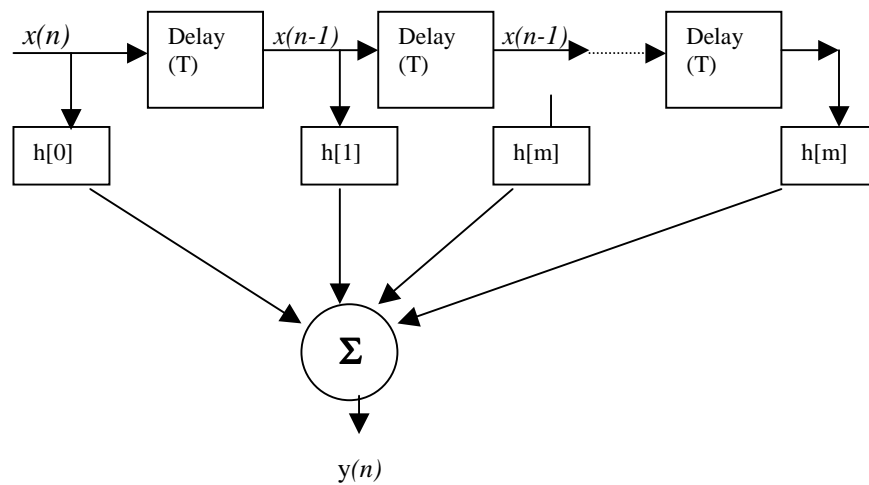 x(n)
Delay
(T)
x(n-1)
Delay
(T)
x(n-1)
Delay
(T)
h[0]
h[1]
h[m]
h[m]
Σ
y(n)